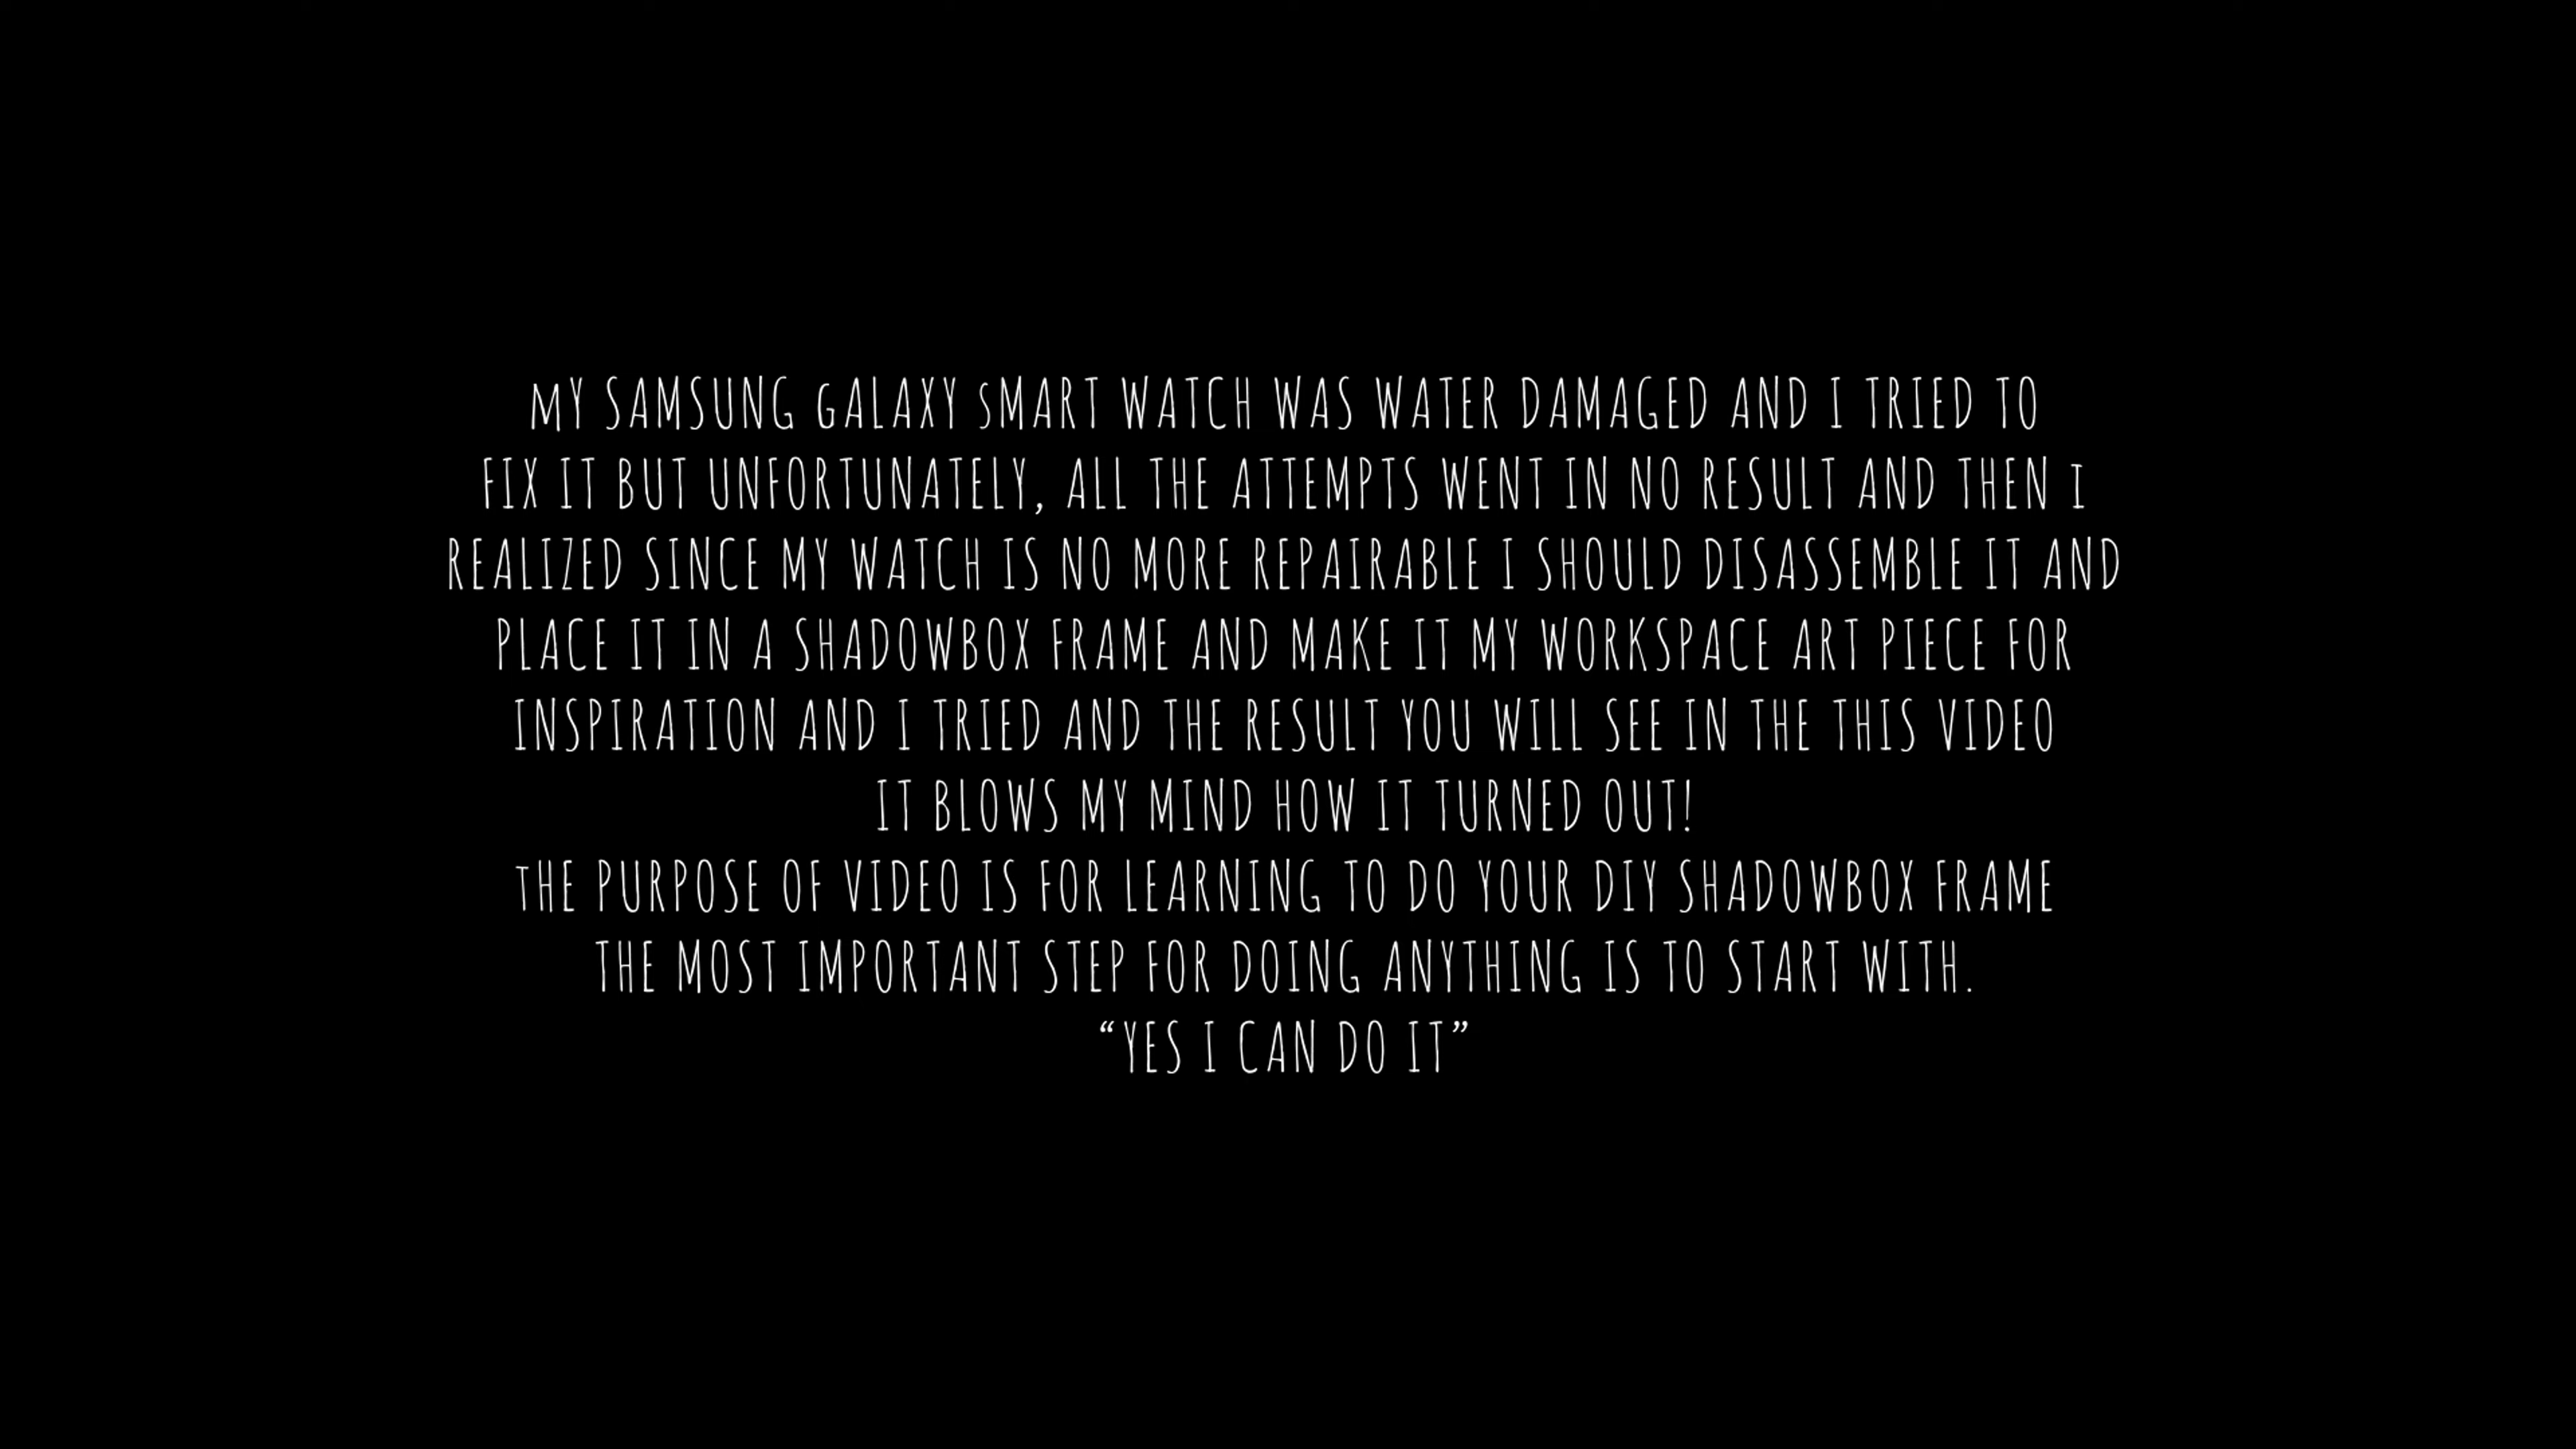 MY SAMSUNG GALAXY SMART WATCH WAS WATER DAMAGED AND I TRIED TO
FIX IT BUT UNFORTUNATELY, ALL THE ATTEMPTS WENT IN NO RESULT AND THEN I
REALIZED SINCE MY WATCH IS NO MORE REPAIRABLE I SHOULD DISASSEMBLE IT AND
PLACE IT IN A SHADOWBOX FRAME AND MAKE IT MY WORKSPACE ART PIECE FOR
INSPIRATION AND I TRIED AND THE RESULT YOU WILL SEE IN THE THIS VIDEO
IT BLOWS MY MIND HOW IT TURNED OUT!
THE PURPOSE OF VIDEO IS FOR LEARNING TO DO YOUR DIY SHADOWBOX FRAME
THE MOST IMPORTANT STEP FOR DOING ANYTHING IS TO START WITH.
“YES I CAN DO IT”